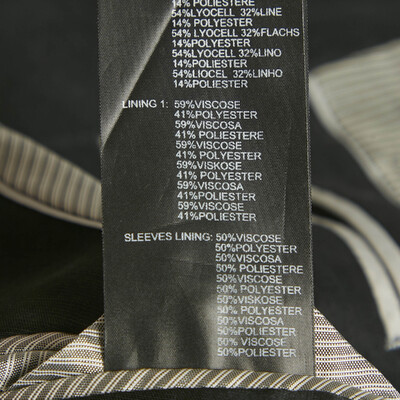 14% POLIESTERE
54%LYOCELL 32%LINE
14% POLYESTER
54% LYOCELL 32%FLACHS
14%POLYESTER
54%LYOCELL 32%LINO
14%POLIESTER
54%LIOCEL 32%LINHO
14%POLIESTER
LINING 1: 59%VISCOSE
41%POLYESTER
59%VISCOSA
41%POLIESTERE
59%VISCOSE
41% POLYESTER
59%VISKOSE
41% POLYESTER
59%VISCOSA
41%POLIESTER
59%VISCOSE
41%POLIESTER
SLEEVES LINING: 50%VISCOSE
50%POLYESTER
50%VISCOSA
50% POLIESTERE
50%VISCOSE
50% POLYESTER
50%VISKOSE
50% POLYESTER
50%VISCOSA
50%POLIESTER
50% VISCOSE
50%POLIESTER